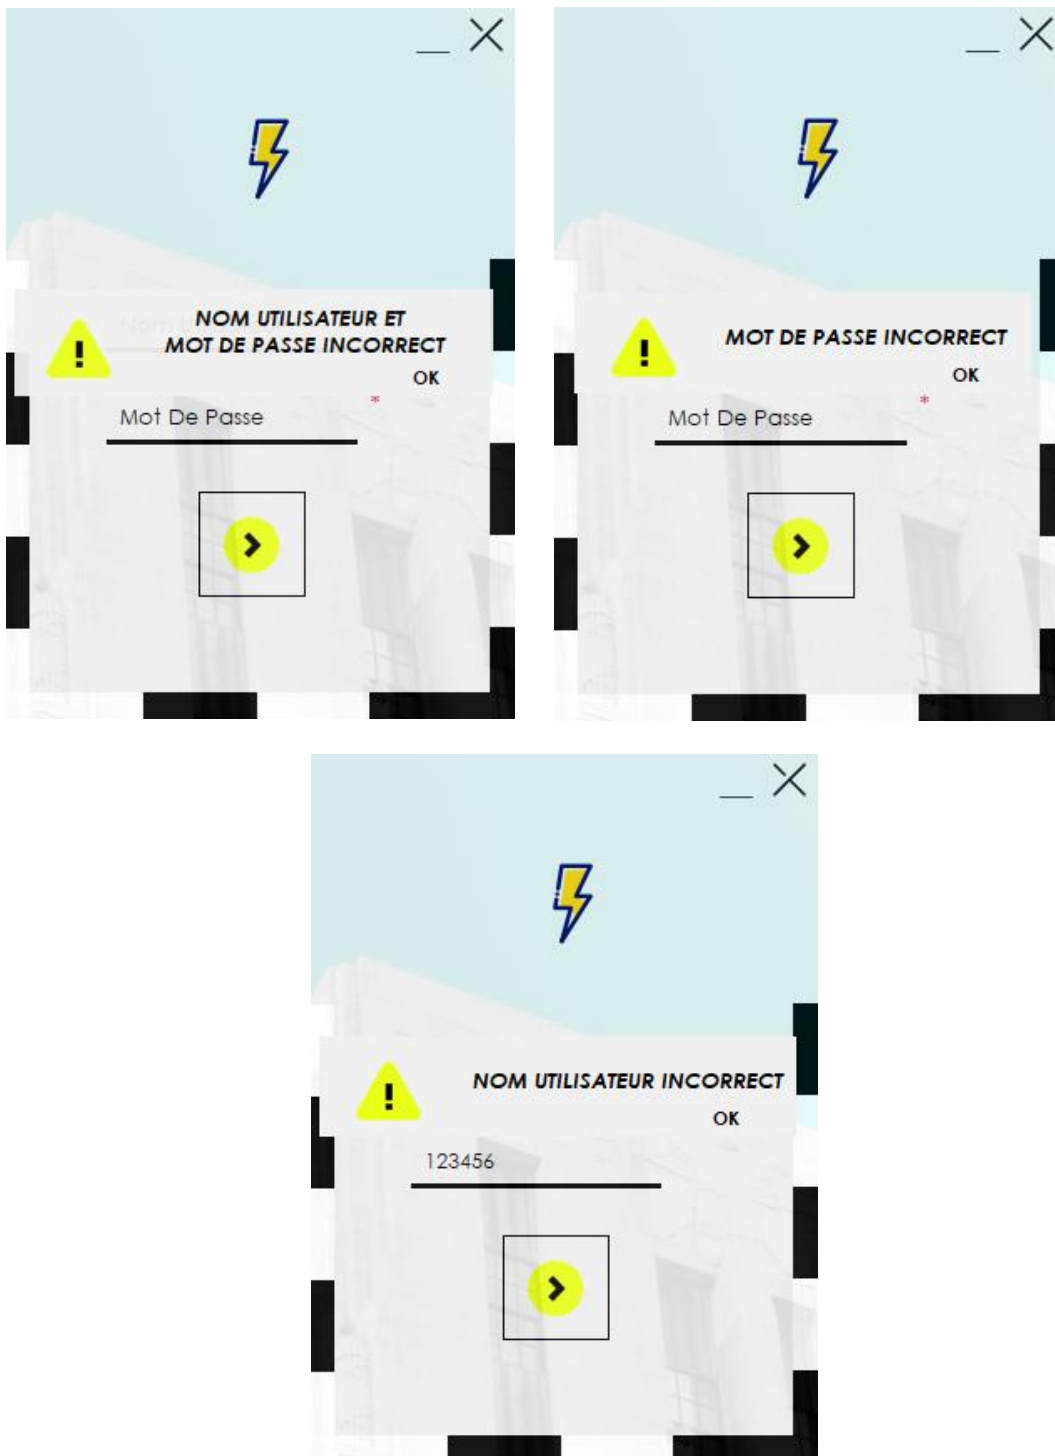 NOM UTILISATEUR ET
MOT DE PASSE INCORRECT
OK
*
Mot De Passe
MOT DE PASSE INCORRECT
OK
*
Mot De Passe
NOM UTILISATEUR INCORRECT
OK
123456